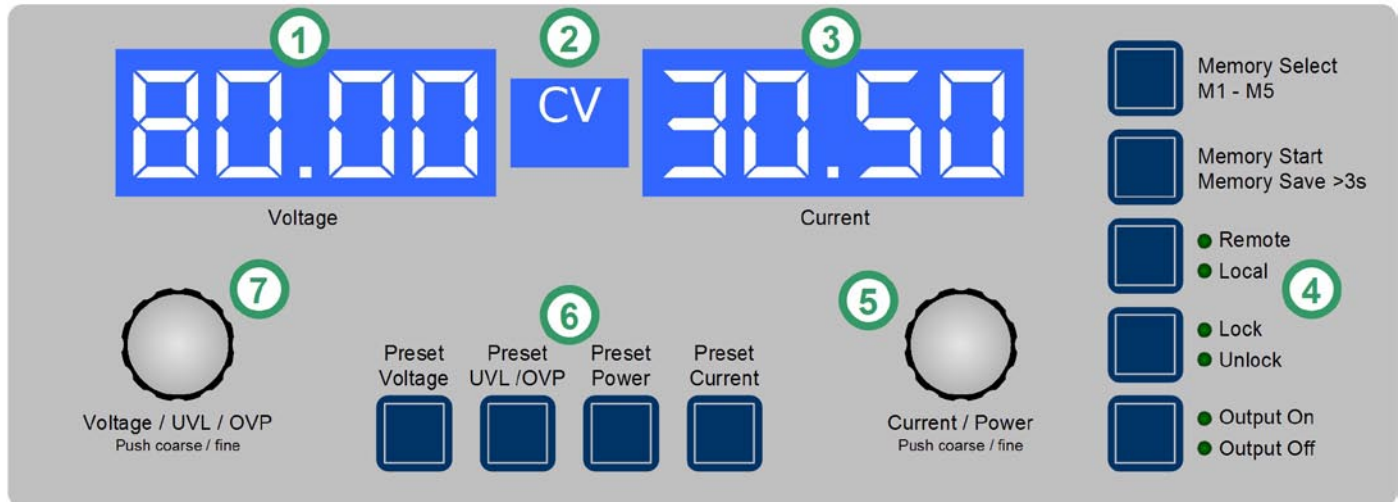 1
2
3
80.00
CV
30.50
Voltage
Current
Memory Select
M1 - M5
Memory Start
Memory Save >3s
Remote
Local
4
Lock
Unlock
Output On
Output Off
7
Voltage / UVL / OVP
Push coarse / fine
6
Preset
Voltage
Preset
UVL /OVP
Preset
Power
Preset
Current
5
Current / Power
Push coarse / fine